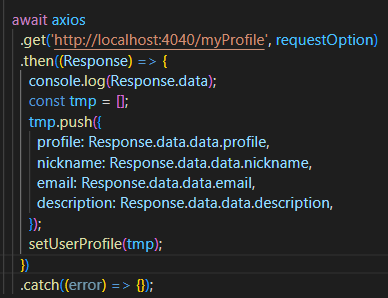 await axios
.get('http://localhost:4040/myProfile', requestOption)
.then((Response) => {
console.log(Response.data);
const tmp = [];
tmp.push({
profile: Response.data.data.profile,
nickname: Response.data.data.nickname,
email: Response.data.data.email,
description: Response.data.data.description,
});
setUserProfile(tmp);
})
.catch((error) => {});